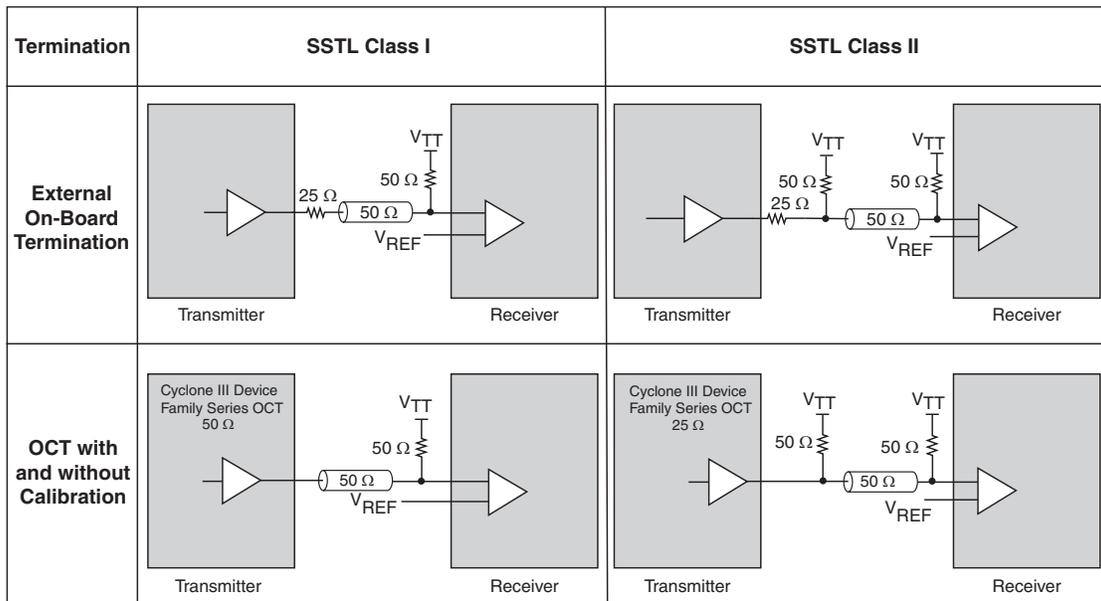 Termination
SSTL Class I
SSTL Class II
External
On-Board
Termination
VTT
50 Ω
25 Ω
50 Ω
VREF
Transmitter
Receiver
VTT
VTT
50 Ω
50 Ω
25 Ω
50 Ω
VREF
Transmitter
Receiver
OCT with
and without
Calibration
Cyclone III Device
Family Series OCT
50 Ω
VTT
50 Ω
50 Ω
VREF
Transmitter
Receiver
Cyclone III Device
Family Series OCT
25 Ω
VTT
VTT
50 Ω
50 Ω
50 Ω
VREF
Transmitter
Receiver